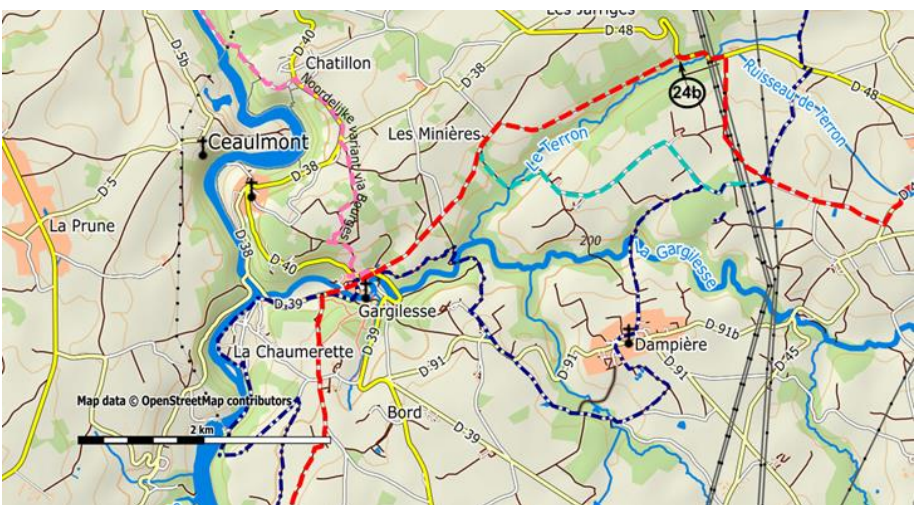 Les Jarriges
D 48
D 40
D 5b
Chatillon
D 38
Noordelijke variant via Bourges
24b
Ruisseau-de-Terron
D 48
Les Minières
Le Terron
Ceaulmont
D 38
D 5
La Prune
D 38
200
La Gargilesse
D 40
D.39
Gargilesse
D 39
D 91b
Dampière
D-45
La Chaumerette
D-91
D-91
D-91
Map data © OpenStreetMap contributors
2 km
Bord
D-39